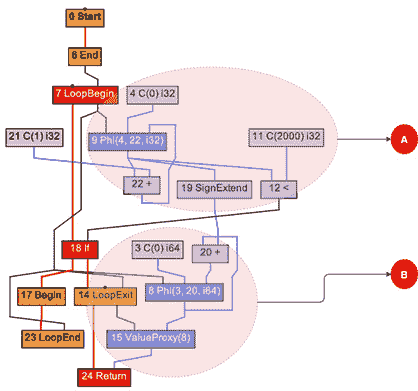 0 Start
6 End
7 LoopBegin
4 C(0) i32
21 C(1) i32
9 Phi(4, 22, i32)
11 C(2000) i32
A
22 +
19 SignExtend
12 <
18 If
3 C(0) i64
20 +
17 Begin
14 LoopExit
8 Phi(3, 20, i64)
B
23 LoopEnd
15 ValueProxy(8)
24 Return